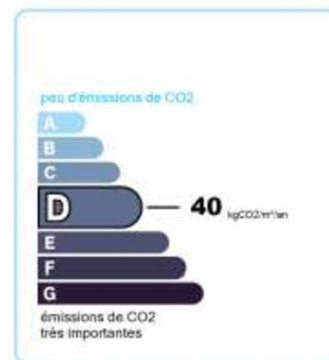 peu d'émissions de CO2
A
B
C
D 40 kgCO2/m²/an
E
F
G
émissions de CO2
très importantes